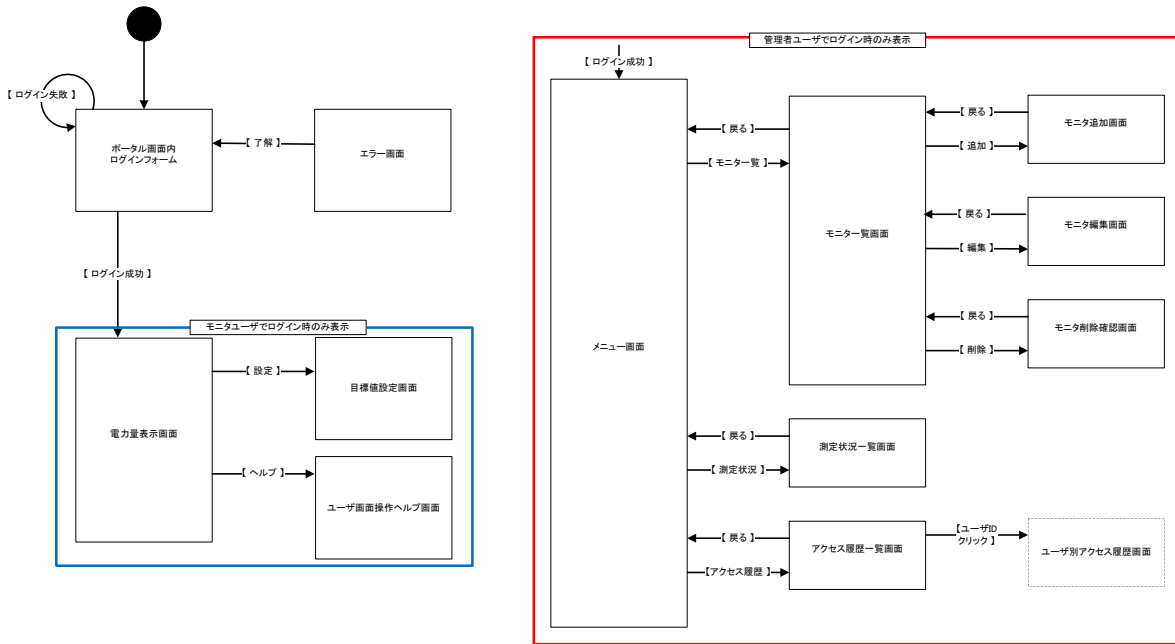 【 ログイン失敗 】
ポータル画面内
ログインフォーム
【 了解 】
エラー画面
【 ログイン成功 】
モニタユーザでログイン時のみ表示
電力量表示画面
【 設定 】
目標値設定画面
【 ヘルプ 】
ユーザ画面操作ヘルプ画面
管理者ユーザでログイン時のみ表示
【 ログイン成功 】
メニュー画面
【 戻る 】
【 モニター覧 】
モニター覧画面
【 戻る 】
【 追加 】
モニタ追加画面
【 戻る 】
【 編集 】
モニタ編集画面
【 戻る 】
【 削除 】
モニタ削除確認画面
【 戻る 】
【 測定状況 】
測定状況一覧画面
【 戻る 】
【アクセス履歴 】
アクセス履歴一覧画面
【ユーザID
クリック 】
ユーザ別アクセス履歴画面